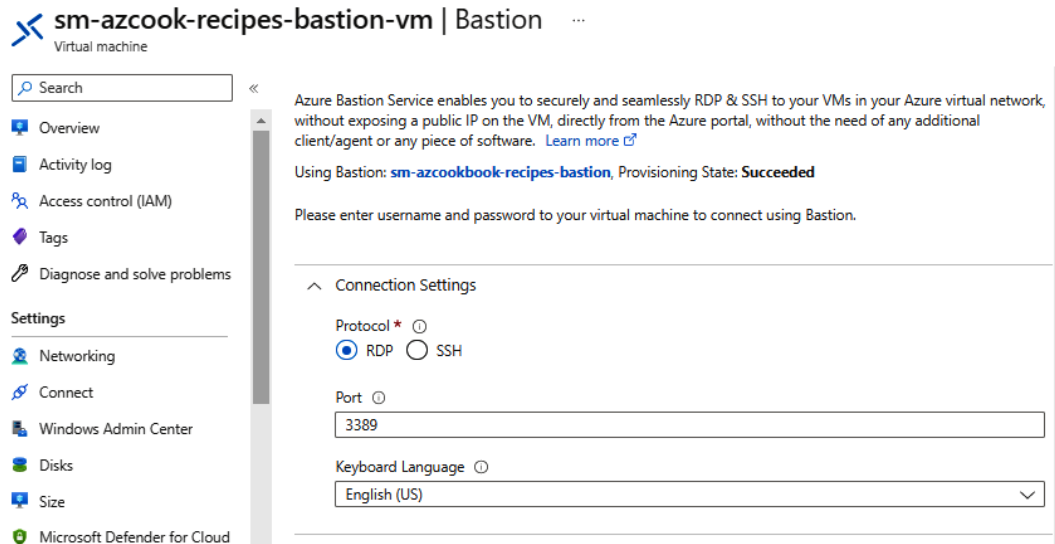 sm-azcook-recipes-bastion-vm | Bastion ...
Virtual machine
Search «
Overview
Activity log
Access control (IAM)
Tags
Diagnose and solve problems
Settings
Networking
Connect
Windows Admin Center
Disks
Size
Microsoft Defender for Cloud
Azure Bastion Service enables you to securely and seamlessly RDP & SSH to your VMs in your Azure virtual network,
without exposing a public IP on the VM, directly from the Azure portal, without the need of any additional
client/agent or any piece of software. Learn more
Using Bastion: sm-azcookbook-recipes-bastion, Provisioning State: Succeeded
Please enter username and password to your virtual machine to connect using Bastion.
Connection Settings
Protocol *
RDP SSH
Port
3389
Keyboard Language
English (US)